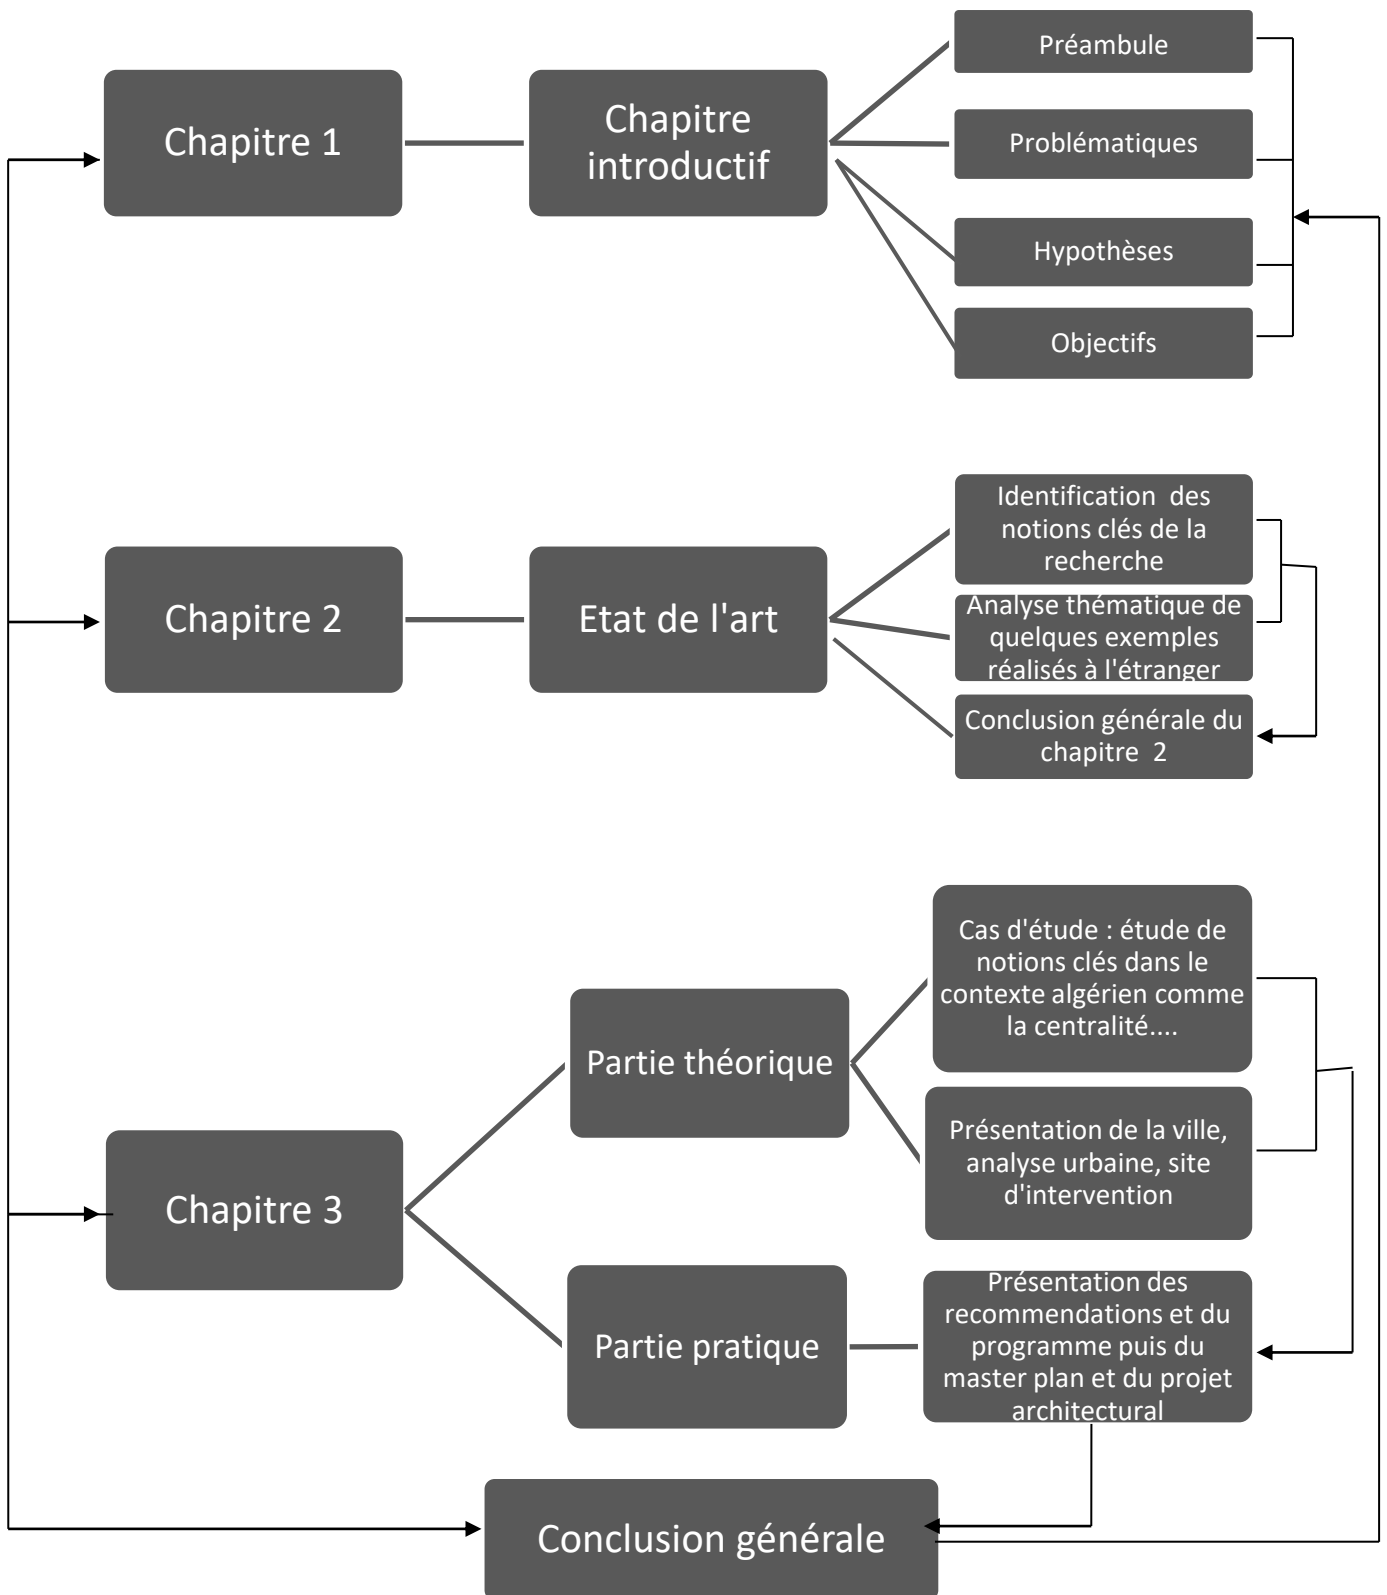 Préambule
Chapitre 1
Chapitre
introductif
Problématiques
Hypothèses
Objectifs
Identification  des
notions clés de la
recherche
Chapitre 2
Etat de l'art
Analyse thématique de
quelques exemples
réalisés à l'étranger
Conclusion générale du
chapitre  2
Cas d'étude : étude de
notions clés dans le
contexte algérien comme
la centralité....
Partie théorique
Présentation de la ville,
analyse urbaine, site
d'intervention
Chapitre 3
Partie pratique
Présentation des
recommendations et du
programme puis du
master plan et du projet
architectural
Conclusion générale